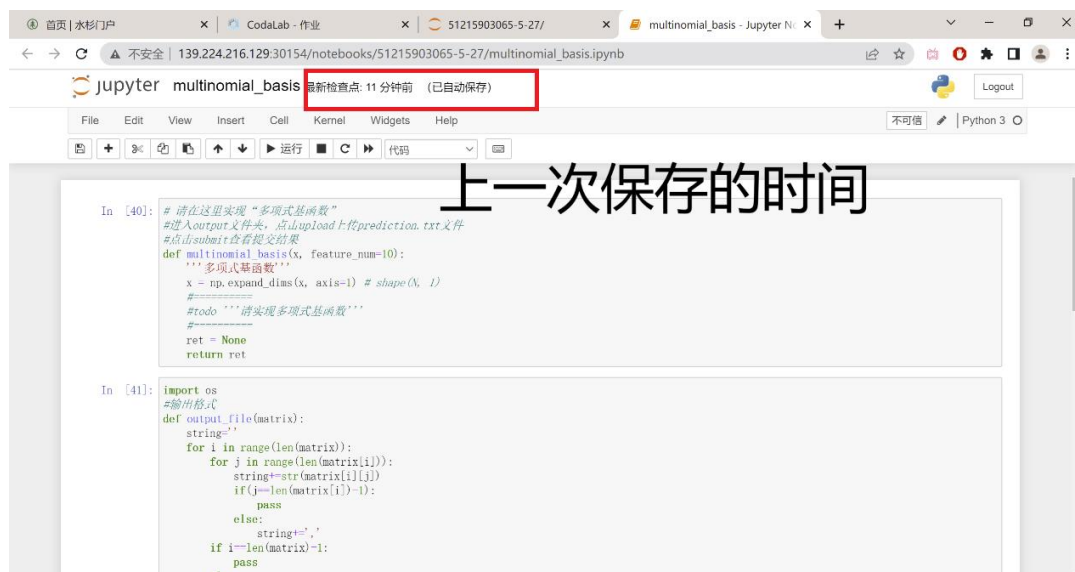 首页|水杉门户
CodaLab - 作业
51215903065-5-27/
multinomial_basis - Jupyter No
不安全 | 139.224.216.129:30154/notebooks/51215903065-5-27/multinomial_basis.ipynb
jupyter multinomial_basis 最新检查点: 11 分钟前 (已自动保存)
Logout
File Edit View Insert Cell Kernel Widgets Help
不可信
Python 3
运行
代码
上一次保存的时间
In [40]: # 请在这里实现“多项式基函数”
#进入output文件夹，点击upload上传prediction.txt文件
#点击submit查看提交结果
def multinomial_basis(x, feature_num=10):
'''多项式基函数'''
x = np.expand_dims(x, axis=1) # shape(N, 1)
#==========
#todo '''请实现多项式基函数'''
#==========
ret = None
return ret
In [41]: import os
#输出格式
def output_file(matrix):
string=''
for i in range(len(matrix)):
for j in range(len(matrix[i])):
string+=str(matrix[i][j])
if(j==len(matrix[i])-1):
pass
else:
string+=','
if i==len(matrix)-1:
pass